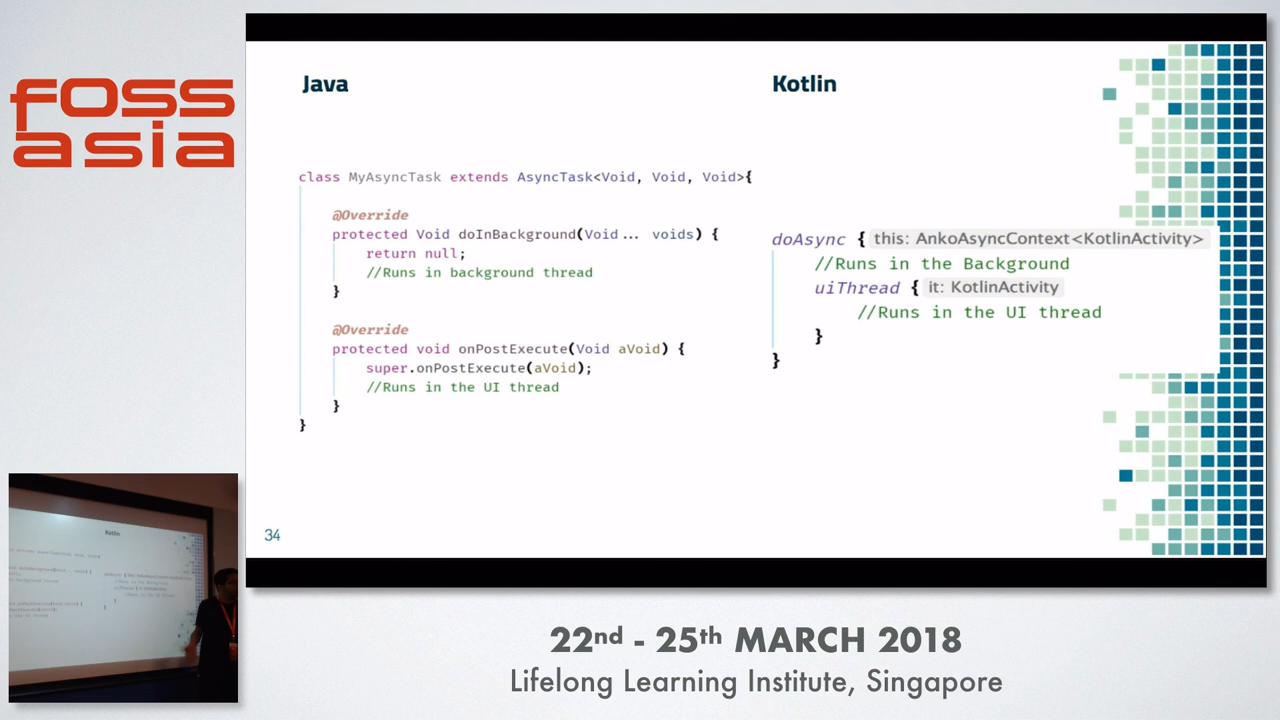 foss
asia
Java
class MyAsyncTask extends AsyncTask<Void, Void, Void>{
@Override
protected Void doInBackground(Void... voids) {
return null;
//Runs in background thread
}
@Override
protected void onPostExecute(Void aVoid) {
super.onPostExecute(aVoid);
//Runs in the UI thread
}
}
Kotlin
doAsync { this: AnkoAsyncContext<KotlinActivity>
//Runs in the Background
uiThread { it: KotlinActivity
//Runs in the UI thread
}
}
34
Kotlin
22nd - 25th MARCH 2018
Lifelong Learning Institute, Singapore